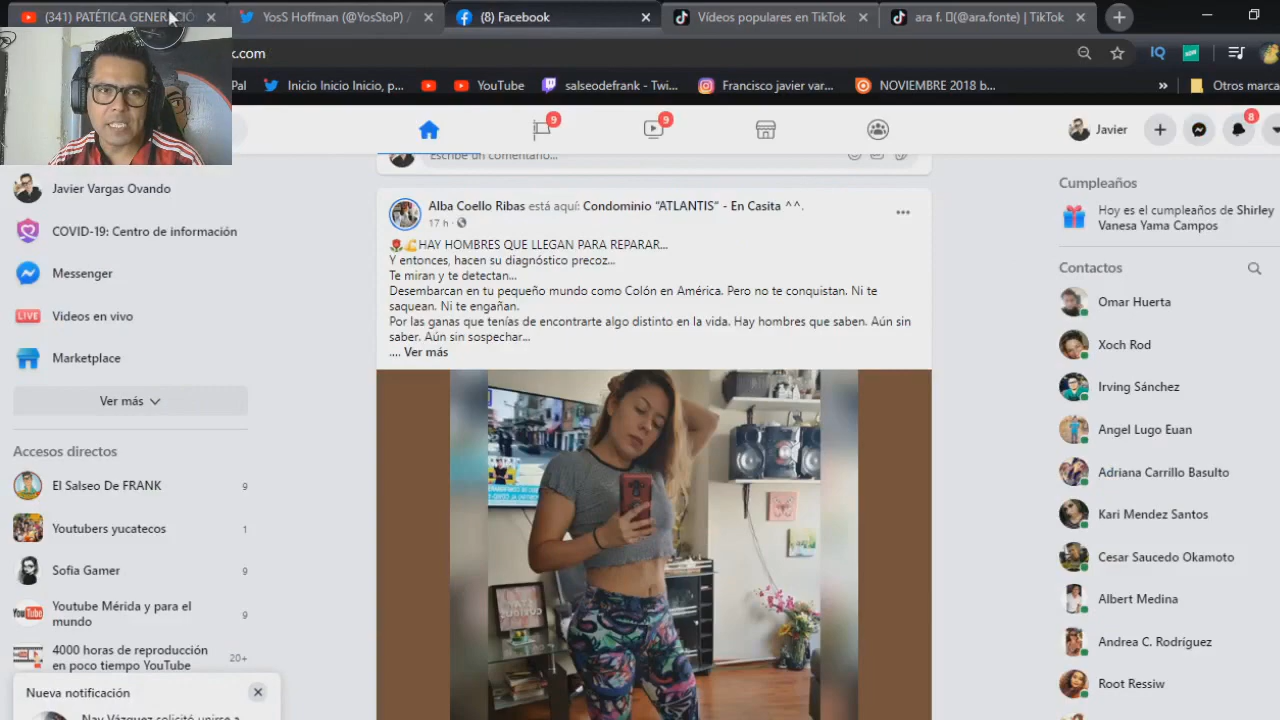 (341) PATÉTICA GENERACIÓ
YosS Hoffman (@YosStoP) /
(8) Facebook
Vídeos populares en TikTok
ara f. (@ara.fonte) | TikTok
k.com
Pal
Inicio Inicio Inicio, p...
YouTube
salseodefrank - Twi...
Francisco javier var...
NOVIEMBRE 2018 b...
»
Otros marca
9
9
Javier
8
Javier Vargas Ovando
COVID-19: Centro de información
Messenger
LIVE Videos en vivo
Marketplace
Ver más
Accesos directos
El Salseo De FRANK 9
Youtubers yucatecos 1
Sofia Gamer 9
Youtube Mérida y para el
mundo 9
4000 horas de reproducción
en poco tiempo YouTube 20+
Nueva notificación
Nay Vázquez solicitó unirse a
Escribe un comentario...
Alba Coello Ribas está aquí: Condominio "ATLANTIS" - En Casita ^^.
17 h ·
🌹💪HAY HOMBRES QUE LLEGAN PARA REPARAR...
Y entonces, hacen su diagnóstico precoz...
Te miran y te detectan...
Desembarcan en tu pequeño mundo como Colón en América. Pero no te conquistan. Ni te
saquean. Ni te engañan.
Por las ganas que tenías de encontrarte algo distinto en la vida. Hay hombres que saben. Aún sin
saber. Aún sin sospechar...
.... Ver más
Cumpleaños
Hoy es el cumpleaños de Shirley
Vanesa Yama Campos
Contactos
Omar Huerta
Xoch Rod
Irving Sánchez
Angel Lugo Euan
Adriana Carrillo Basulto
Kari Mendez Santos
Cesar Saucedo Okamoto
Albert Medina
Andrea C. Rodríguez
Root Ressiw